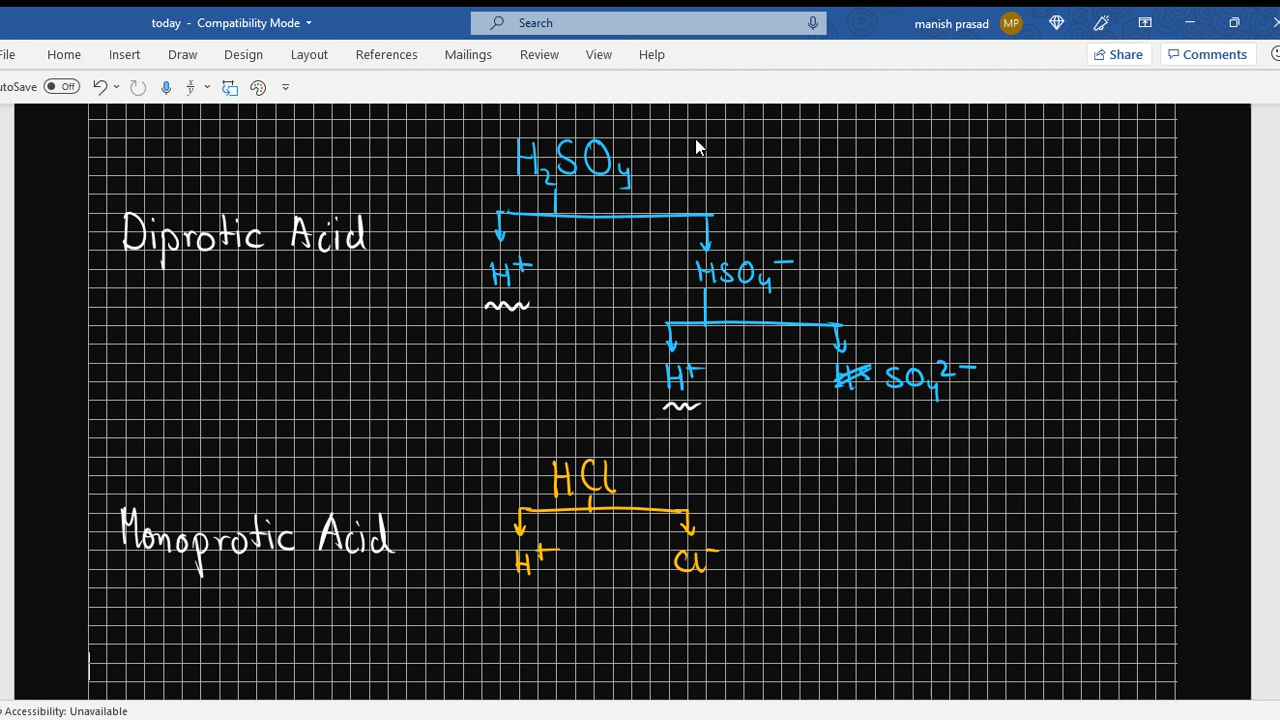 today - Compatibility Mode
Search
manish prasad MP
File Home Insert Draw Design Layout References Mailings Review View Help Share Comments
AutoSave Off
H₂SO₄
Diprotic Acid
H⁺ HSO₄⁻
H⁺ SO₄²⁻
HCl
Monoprotic Acid
H⁺ Cl⁻
Accessibility: Unavailable